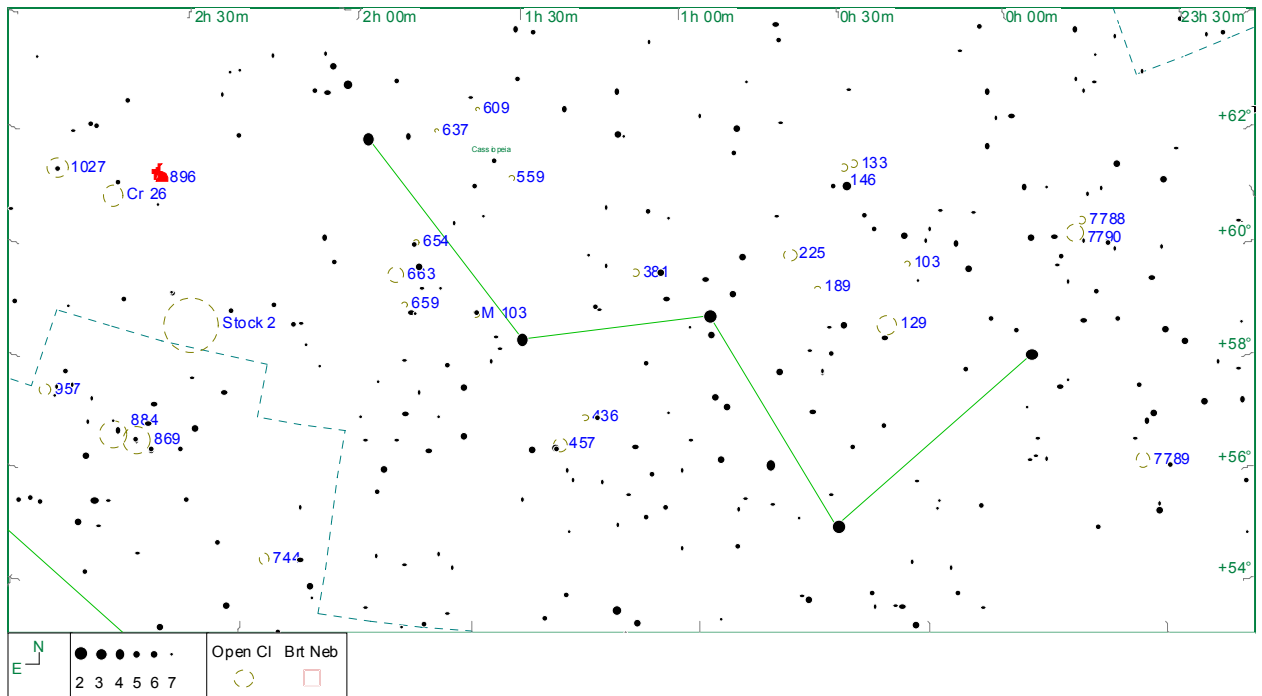 2h 30m
2h 00m
1h 30m
1h 00m
0h 30m
0h 00m
23h 30m
609
+62°
637
Cassiopeia
133
1027
896
559
146
Cr 26
7788
654
7790
+60°
225
663
381
103
189
659
M 103
Stock 2
129
+58°
957
884
436
869
457
+56°
7789
744
+54°
N
E
Open Cl Brt Neb
2 3 4 5 6 7